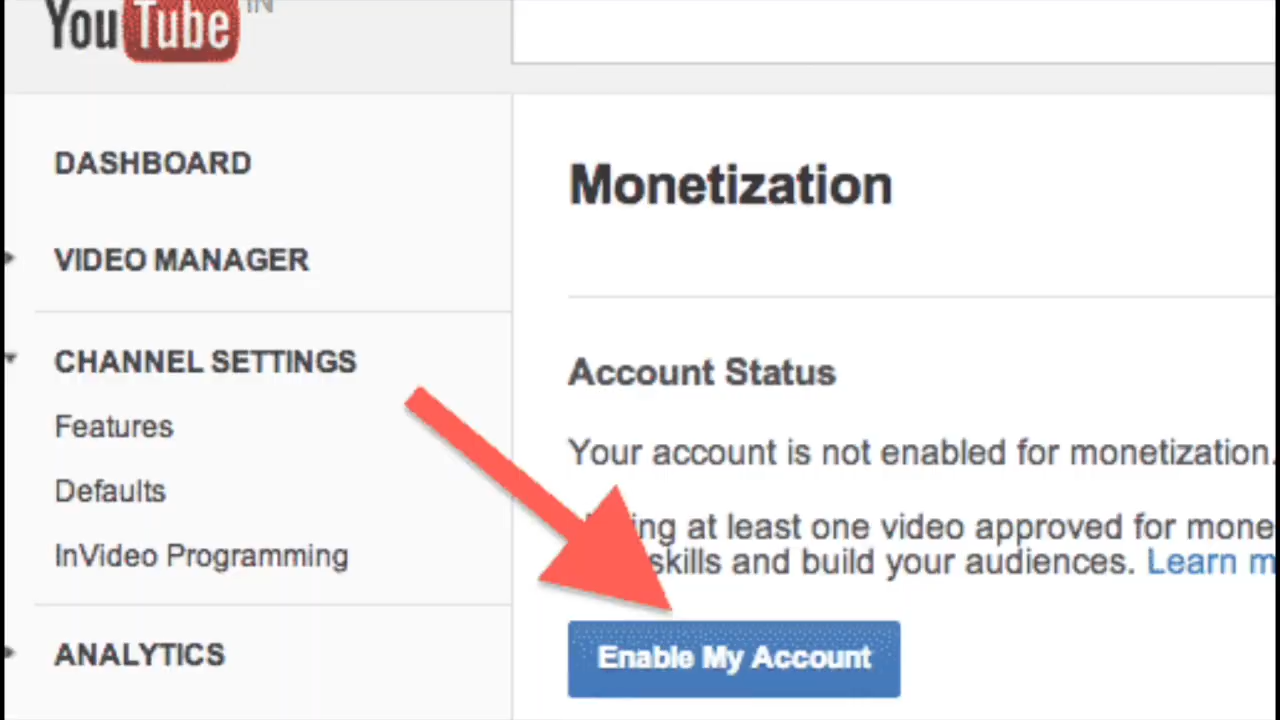 YouTube IN
DASHBOARD
VIDEO MANAGER
CHANNEL SETTINGS
Features
Defaults
InVideo Programming
ANALYTICS
Monetization
Account Status
Your account is not enabled for monetization.
at least one video approved for mone
skills and build your audiences. Learn m
Enable My Account